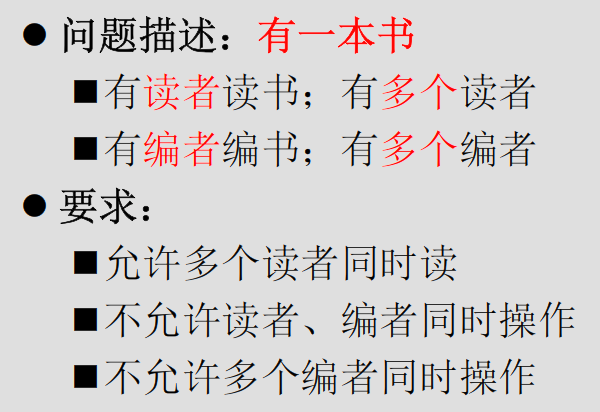 ● 问题描述：有一本书
■有读者读书；有多个读者
■有编者编书；有多个编者
● 要求：
■允许多个读者同时读
■不允许读者、编者同时操作
■不允许多个编者同时操作